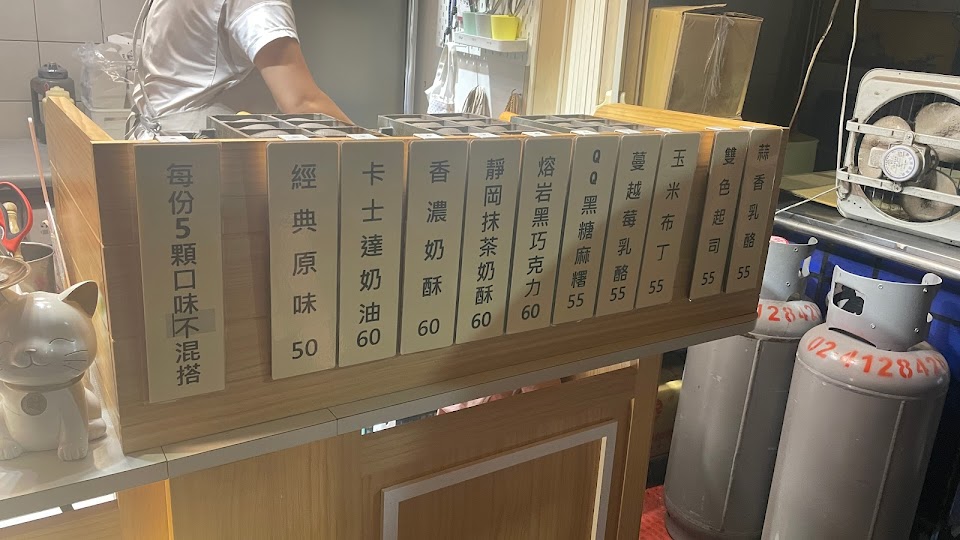 每份5顆口味不混搭
經典原味 50
卡士達奶油 60
香濃奶酥 60
靜岡抹茶奶酥 60
熔岩黑巧克力 60
QQ黑糖麻糬 55
蔓越莓乳酪 55
玉米布丁 55
雙色起司 55
蒜香乳酪 55
02-4128420